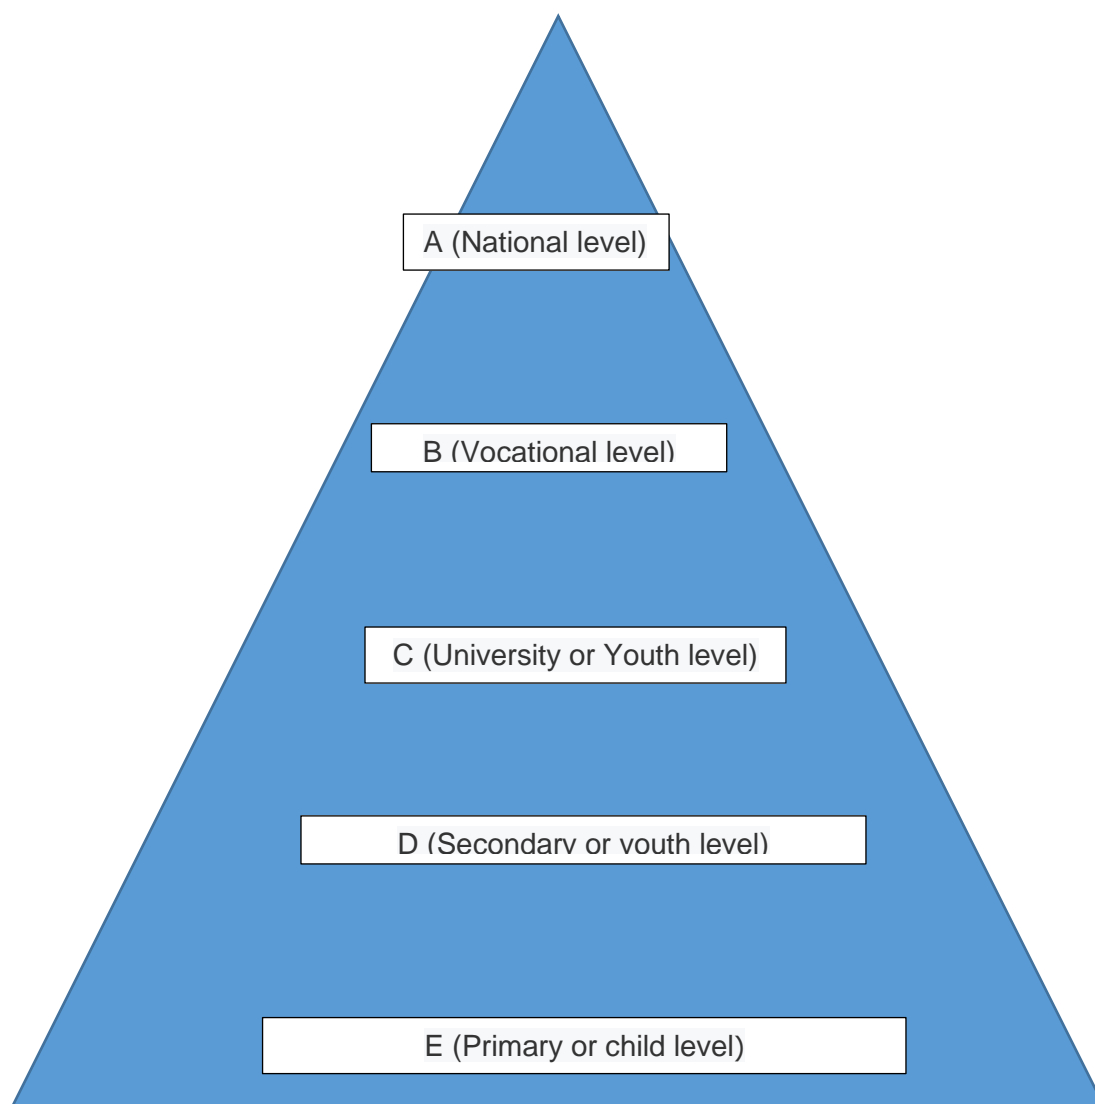 A (National level)
B (Vocational level)
C (University or Youth level)
D (Secondary or youth level)
E (Primary or child level)